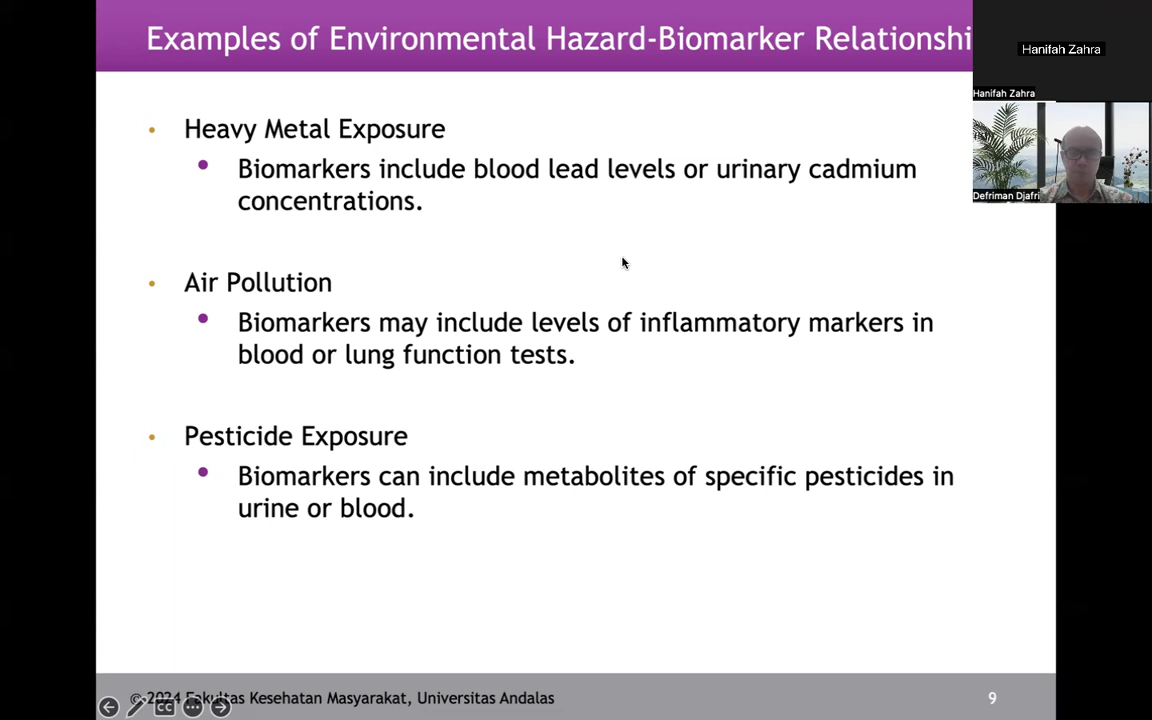 Examples of Environmental Hazard-Biomarker Relationshi
Hanifah Zahra
Hanifah Zahra
Defriman Djafri
• Heavy Metal Exposure
• Biomarkers include blood lead levels or urinary cadmium
concentrations.
• Air Pollution
• Biomarkers may include levels of inflammatory markers in
blood or lung function tests.
• Pesticide Exposure
• Biomarkers can include metabolites of specific pesticides in
urine or blood.
© 2024 Fakultas Kesehatan Masyarakat, Universitas Andalas
9
CC